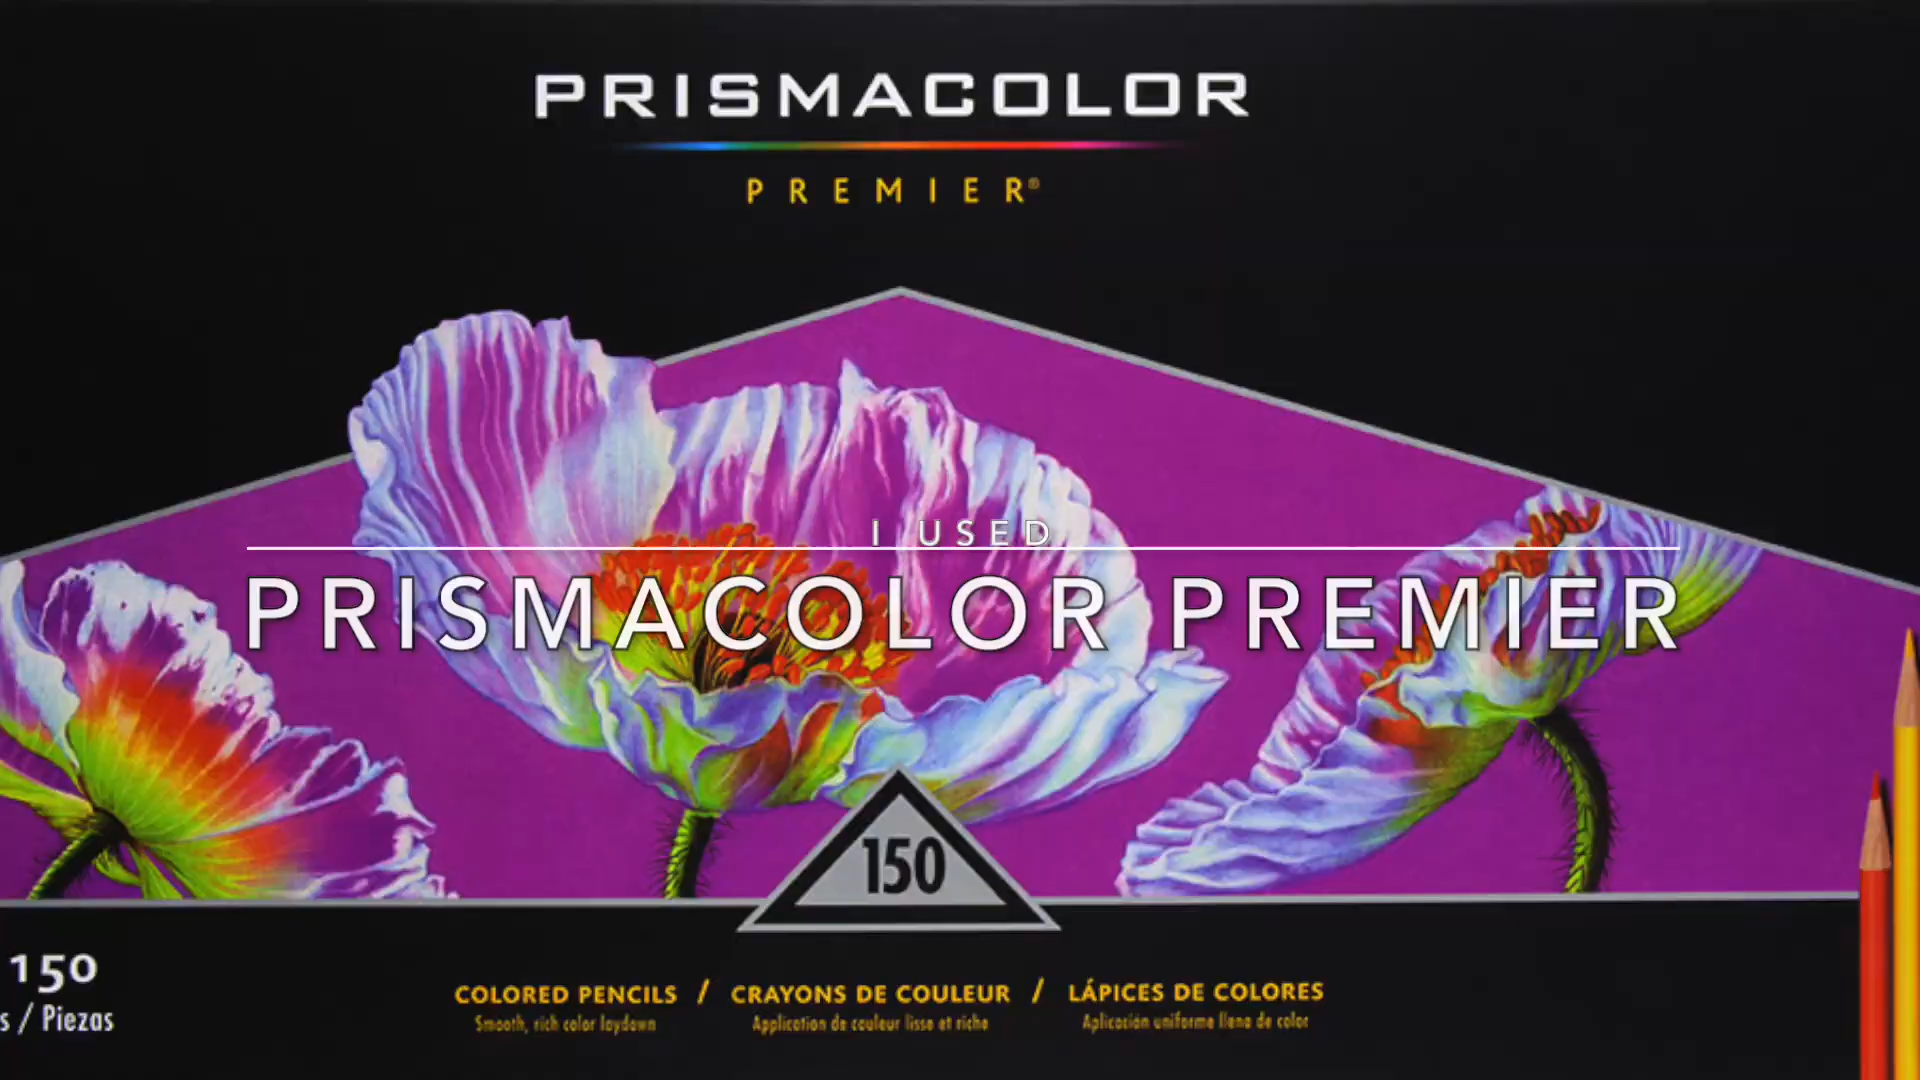 PRISMACOLOR
PREMIER®
I USED
PRISMACOLOR PREMIER
150
150
s / Piezas
COLORED PENCILS / CRAYONS DE COULEUR / LÁPICES DE COLORES
Smooth, rich color laydown Application de couleur lisse et riche Aplicación uniforme llena de color